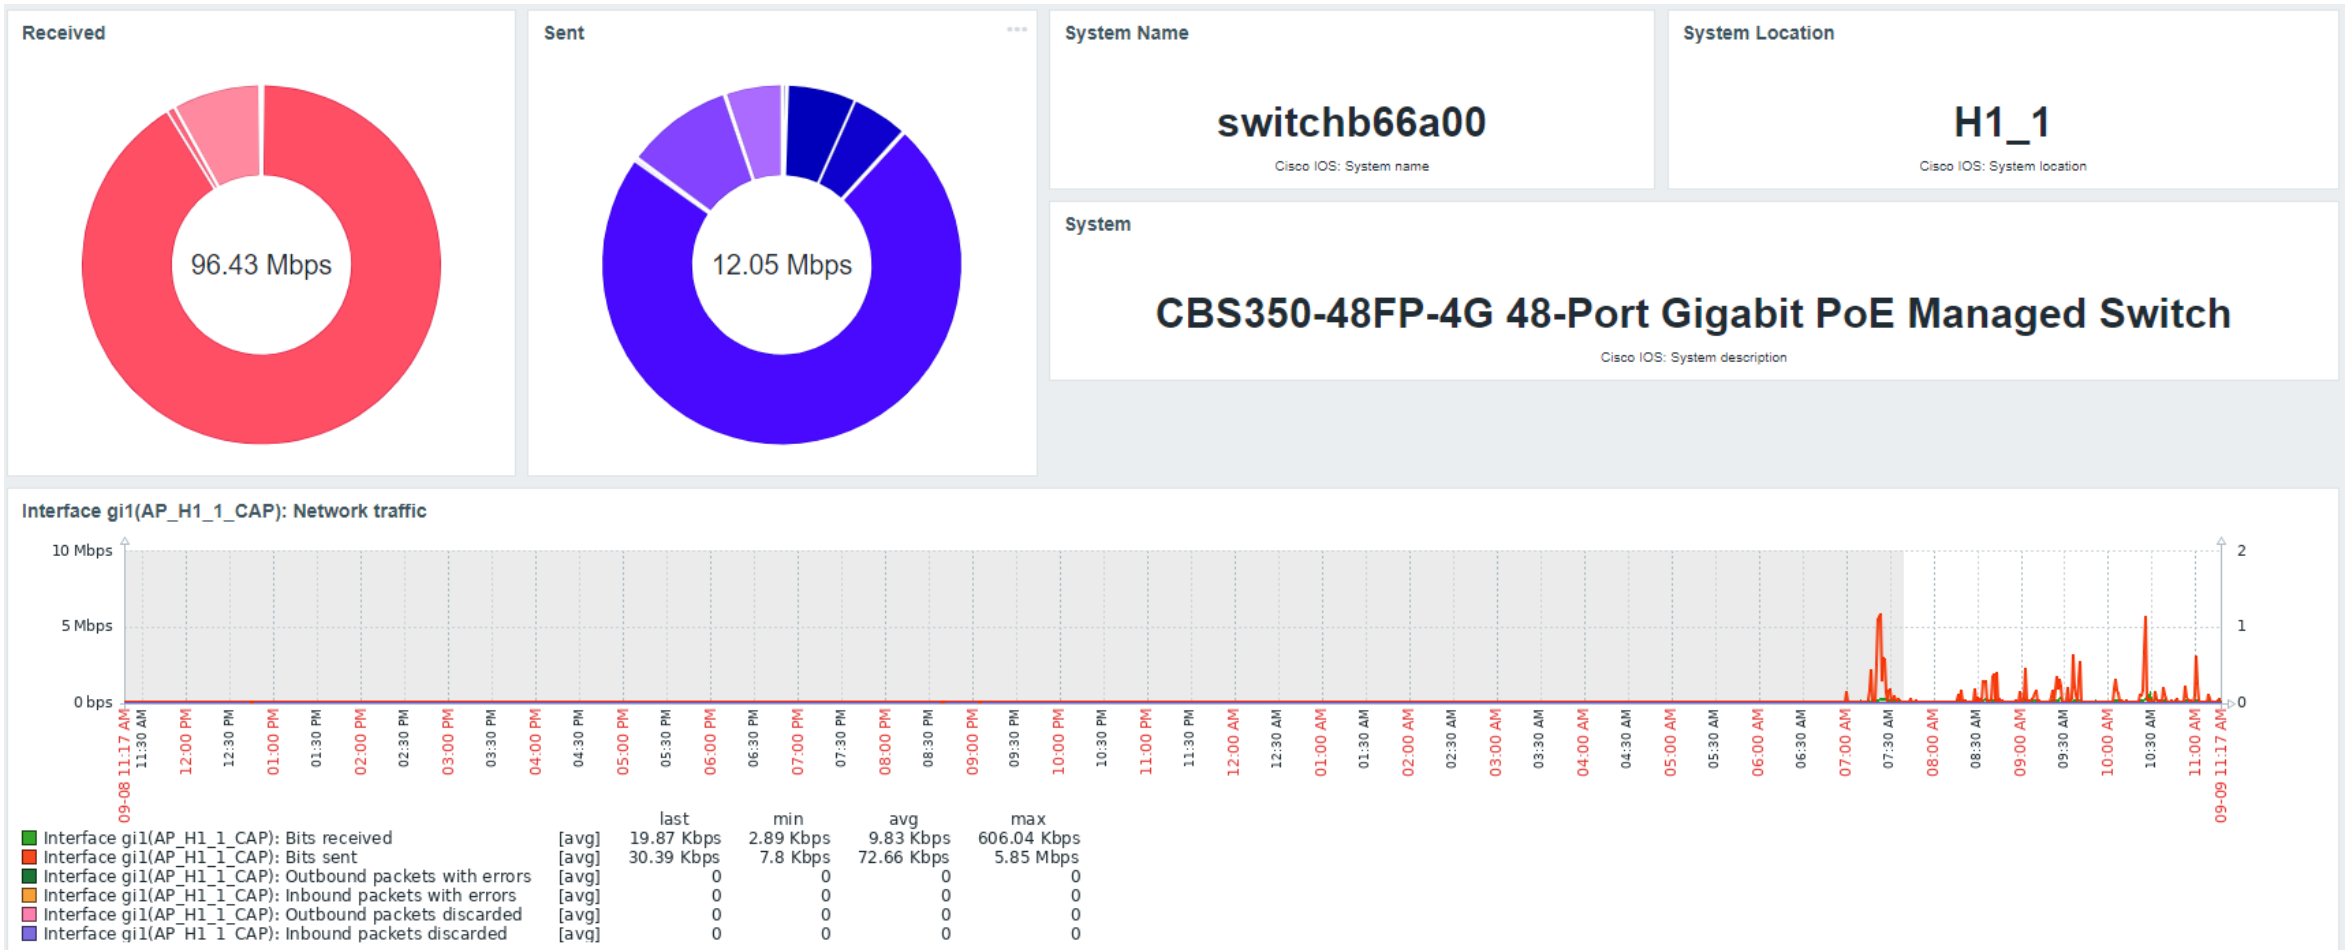 Received
96.43 Mbps
Sent
12.05 Mbps
System Name
switchb66a00
Cisco IOS: System name
System Location
H1_1
Cisco IOS: System location
System
CBS350-48FP-4G 48-Port Gigabit PoE Managed Switch
Cisco IOS: System description
Interface gi1(AP_H1_1_CAP): Network traffic
10 Mbps
5 Mbps
0 bps
2
1
0
09-08 11:17 AM
11:30 AM
12:00 PM
12:30 PM
01:00 PM
01:30 PM
02:00 PM
02:30 PM
03:00 PM
03:30 PM
04:00 PM
04:30 PM
05:00 PM
05:30 PM
06:00 PM
06:30 PM
07:00 PM
07:30 PM
08:00 PM
08:30 PM
09:00 PM
09:30 PM
10:00 PM
10:30 PM
11:00 PM
11:30 PM
12:00 AM
12:30 AM
01:00 AM
01:30 AM
02:00 AM
02:30 AM
03:00 AM
03:30 AM
04:00 AM
04:30 AM
05:00 AM
05:30 AM
06:00 AM
06:30 AM
07:00 AM
07:30 AM
08:00 AM
08:30 AM
09:00 AM
09:30 AM
10:00 AM
10:30 AM
11:00 AM
09-09 11:17 AM
last min avg max
Interface gi1(AP_H1_1_CAP): Bits received [avg] 19.87 Kbps 2.89 Kbps 9.83 Kbps 606.04 Kbps
Interface gi1(AP_H1_1_CAP): Bits sent [avg] 30.39 Kbps 7.8 Kbps 72.66 Kbps 5.85 Mbps
Interface gi1(AP_H1_1_CAP): Outbound packets with errors [avg] 0 0 0 0
Interface gi1(AP_H1_1_CAP): Inbound packets with errors [avg] 0 0 0 0
Interface gi1(AP_H1_1_CAP): Outbound packets discarded [avg] 0 0 0 0
Interface gi1(AP_H1_1_CAP): Inbound packets discarded [avg] 0 0 0 0